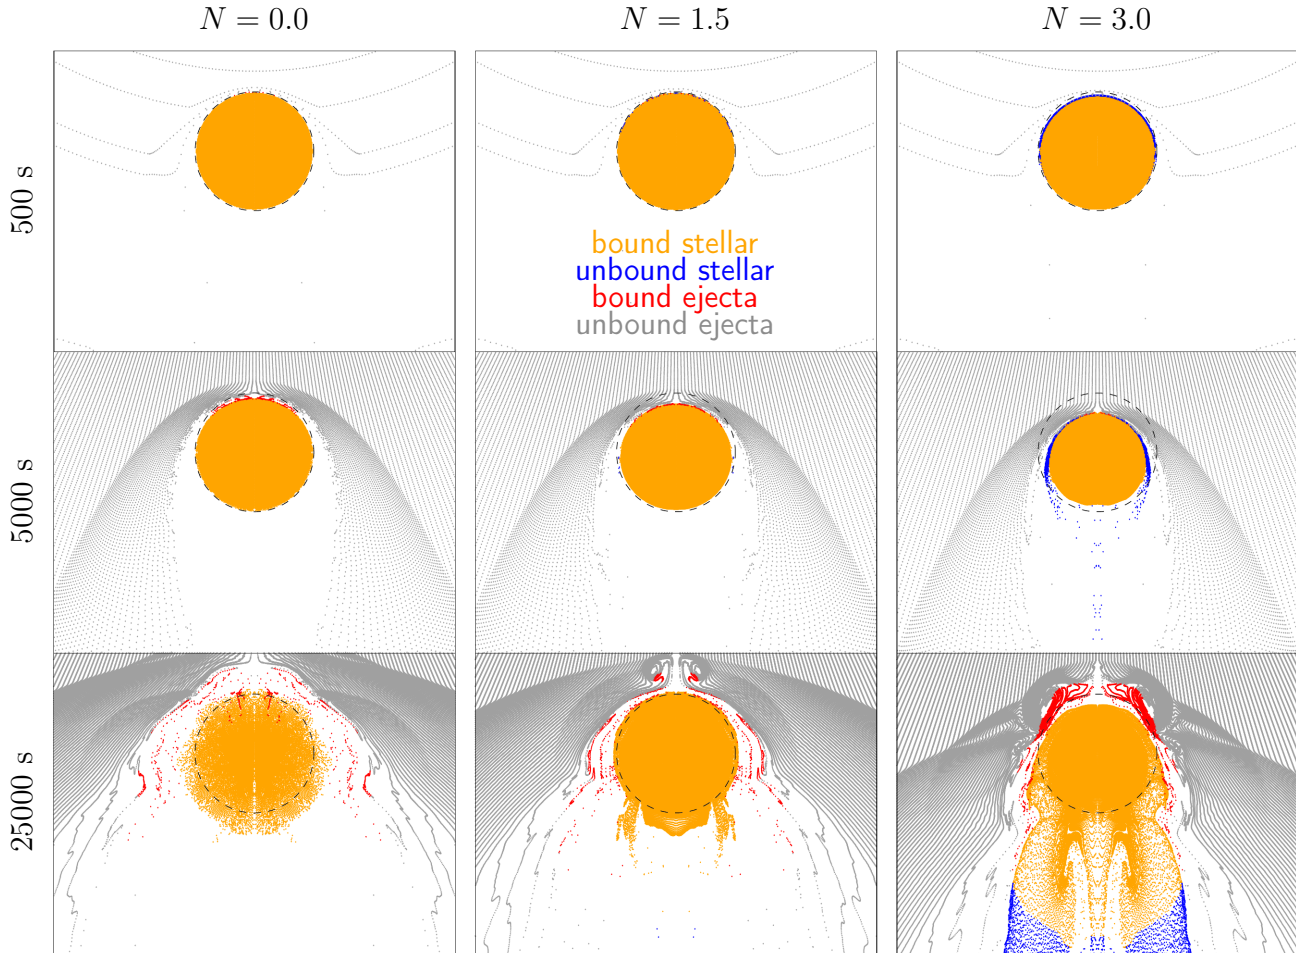 N = 0.0
N = 1.5
N = 3.0
500 s
bound stellar
unbound stellar
bound ejecta
unbound ejecta
5000 s
25000 s